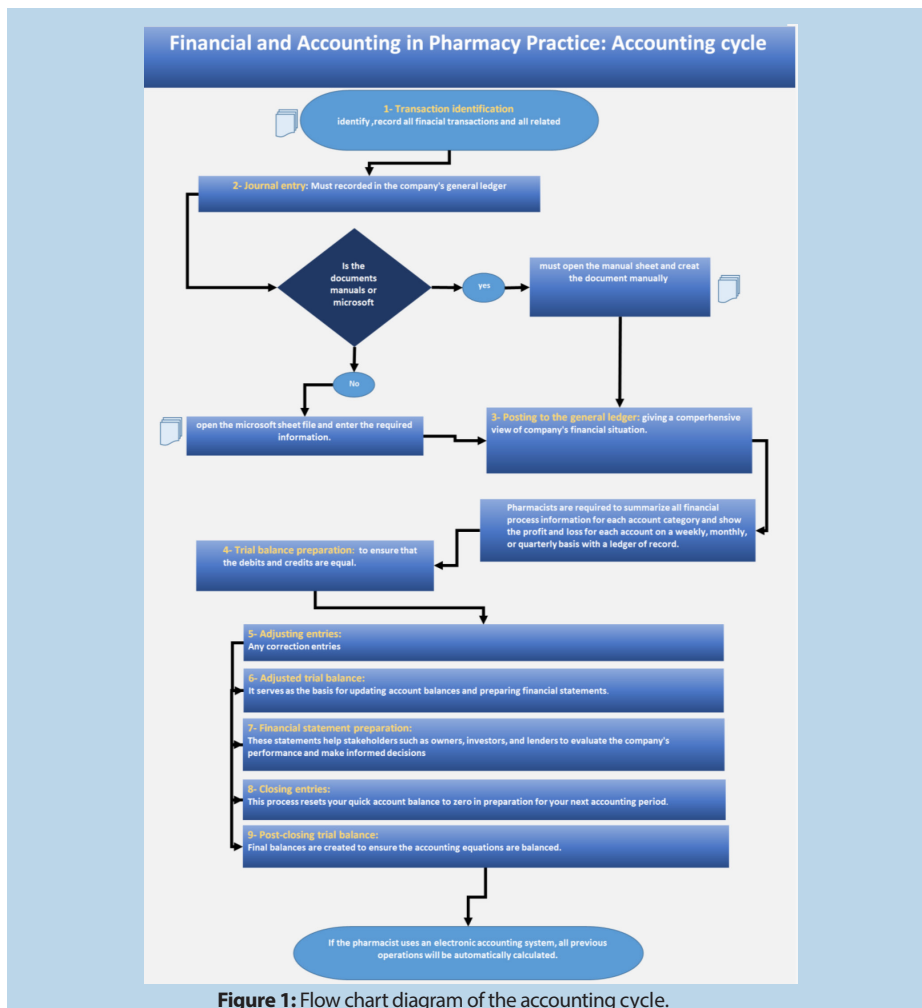 Financial and Accounting in Pharmacy Practice: Accounting cycle
1- Transaction identification
identify ,record all finacial transactions and all related
2- Journal entry: Must recorded in the company's general ledger
Is the
documents
manuals or
microsoft
yes
must open the manual sheet and creat
the document manually
No
open the microsoft sheet file and enter the required
information.
3- Posting to the general ledger: giving a comperhensive
view of company's financial situation.
Pharmacists are required to summarize all financial
process information for each account category and show
the profit and loss for each account on a weekly, monthly,
or quarterly basis with a ledger of record.
4- Trial balance preparation: to ensure that
the debits and credits are equal.
5- Adjusting entries:
Any correction entries
6- Adjusted trial balance:
It serves as the basis for updating account balances and preparing financial statements.
7- Financial statement preparation:
These statements help stakeholders such as owners, investors, and lenders to evaluate the company's
performance and make informed decisions
8- Closing entries:
This process resets your quick account balance to zero in preparation for your next accounting period.
9- Post-closing trial balance:
Final balances are created to ensure the accounting equations are balanced.
If the pharmacist uses an electronic accounting system, all previous
operations will be automatically calculated.
Figure 1: Flow chart diagram of the accounting cycle.